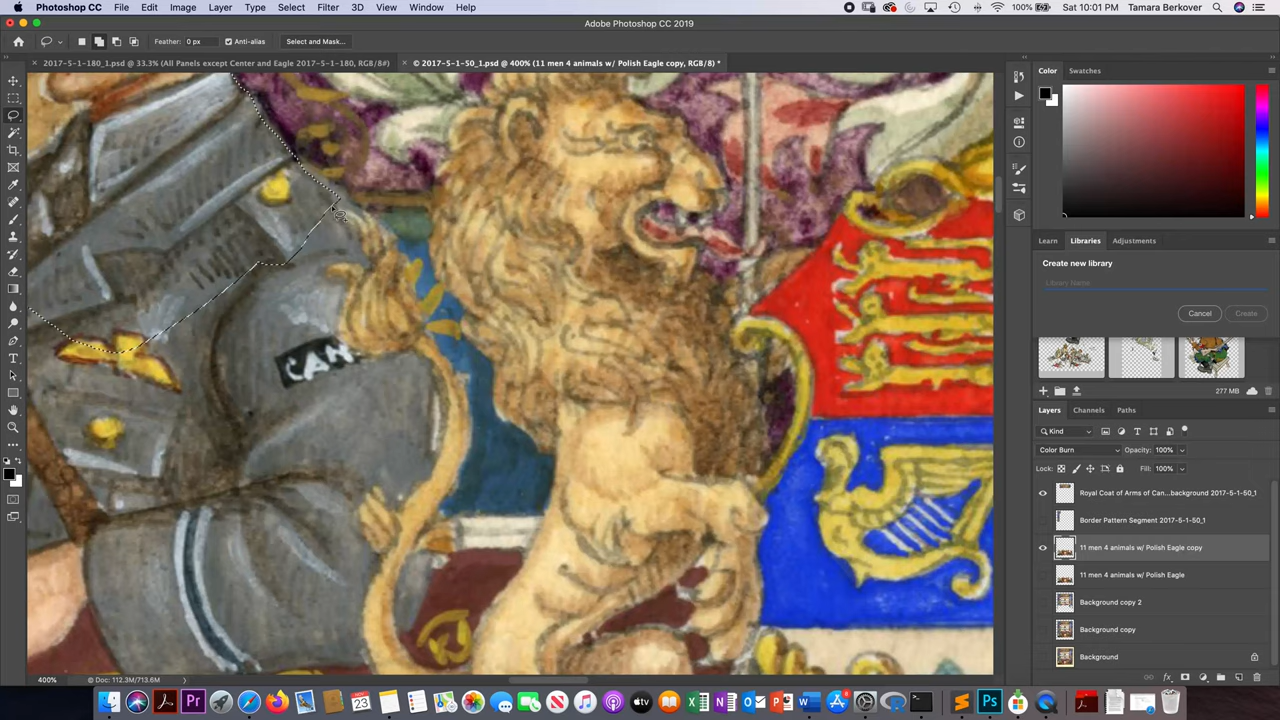 Photoshop CC File Edit Image Layer Type Select Filter 3D View Window Help 100% Sat 10:01 PM Tamara Berkover
Adobe Photoshop CC 2019
Feather: 0 px Anti-alias Select and Mask...
2017-5-1-180_1.psd @ 33.3% (All Panels except Center and Eagle 2017-5-1-180, RGB/8#)
© 2017-5-1-50_1.psd @ 400% (11 men 4 animals w/ Polish Eagle copy, RGB/8) *
Color Swatches
Learn Libraries Adjustments
Create new library
Library Name
Cancel Create
CAN
277 MB
Layers Channels Paths
Kind
Color Burn Opacity: 100%
Lock: Fill: 100%
Royal Coat of Arms of Can...background 2017-5-1-50_1
Border Pattern Segment 2017-5-1-50_1
11 men 4 animals w/ Polish Eagle copy
11 men 4 animals w/ Polish Eagle
Background copy 2
Background copy
Background
400% Doc: 112.3M/713.6M